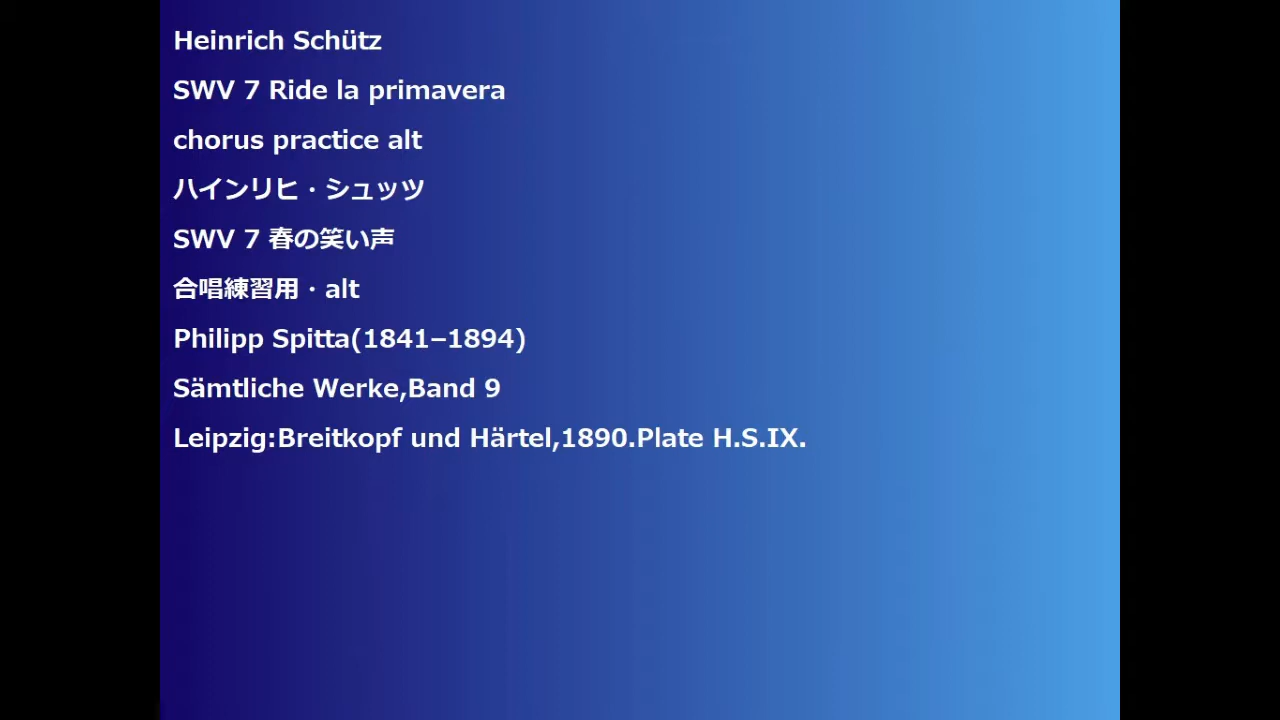 Heinrich Schütz
SWV 7 Ride la primavera
chorus practice alt
ハインリヒ・シュッツ
SWV 7 春の笑い声
合唱練習用・alt
Philipp Spitta(1841–1894)
Sämtliche Werke,Band 9
Leipzig:Breitkopf und Härtel,1890.Plate H.S.IX.